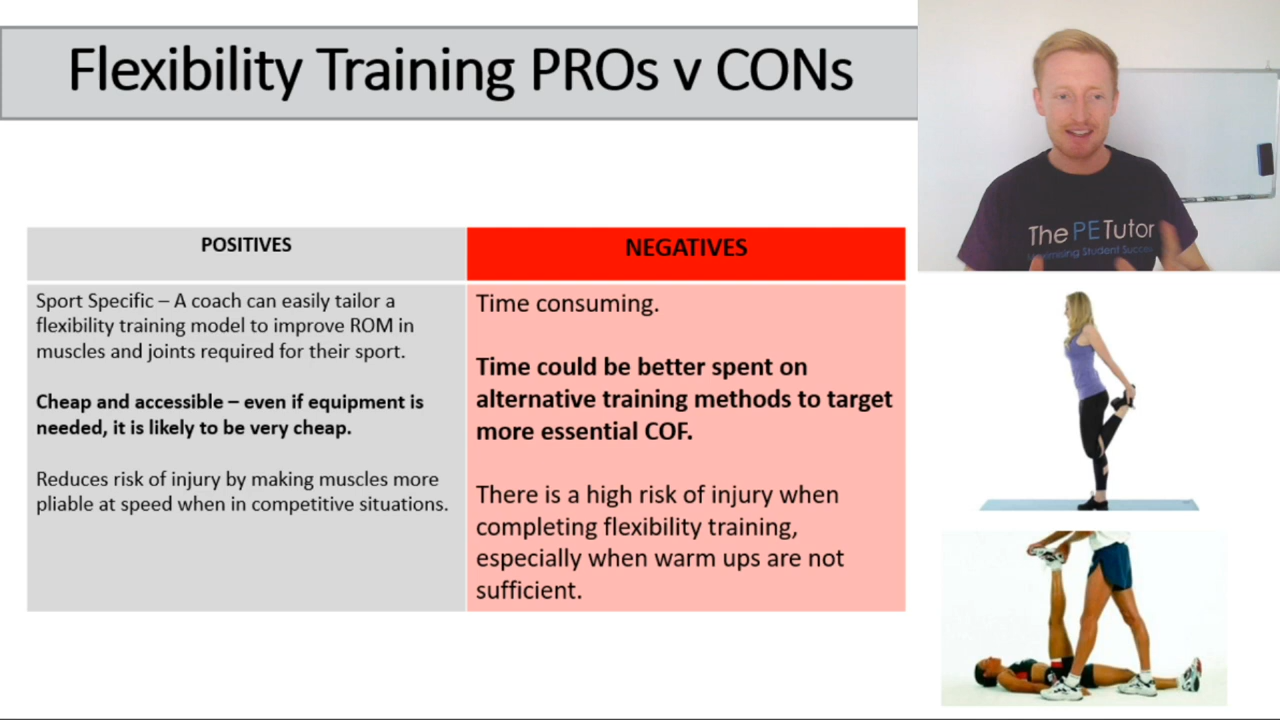 Flexibility Training PROs v CONs
The PE Tutor
Maximising Student Success
POSITIVES
NEGATIVES
Sport Specific – A coach can easily tailor a
flexibility training model to improve ROM in
muscles and joints required for their sport.
Cheap and accessible – even if equipment is
needed, it is likely to be very cheap.
Reduces risk of injury by making muscles more
pliable at speed when in competitive situations.
Time consuming.
Time could be better spent on
alternative training methods to target
more essential COF.
There is a high risk of injury when
completing flexibility training,
especially when warm ups are not
sufficient.